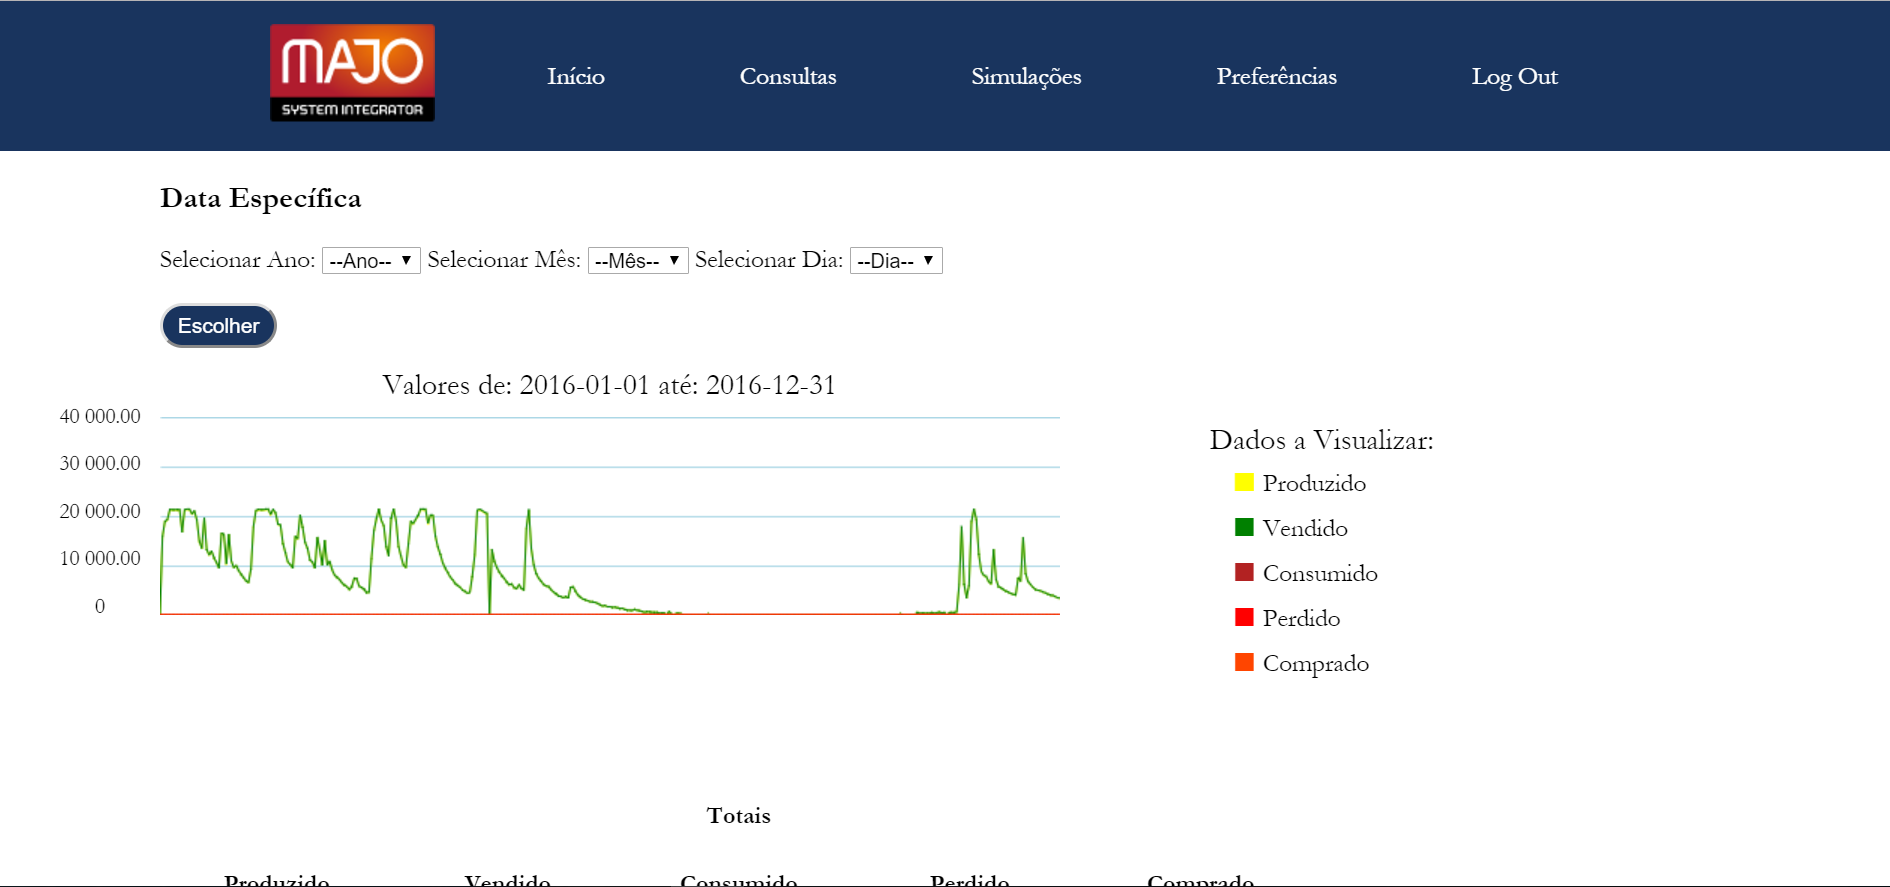 MAJO
SYSTEM INTEGRATOR
Início Consultas Simulações Preferências Log Out
Data Específica
Selecionar Ano: --Ano-- Selecionar Mês: --Mês-- Selecionar Dia: --Dia--
Escolher
Valores de: 2016-01-01 até: 2016-12-31
40 000.00
30 000.00
20 000.00
10 000.00
0
Dados a Visualizar:
Produzido
Vendido
Consumido
Perdido
Comprado
Totais
Produzido Vendido Consumido Perdido Comprado